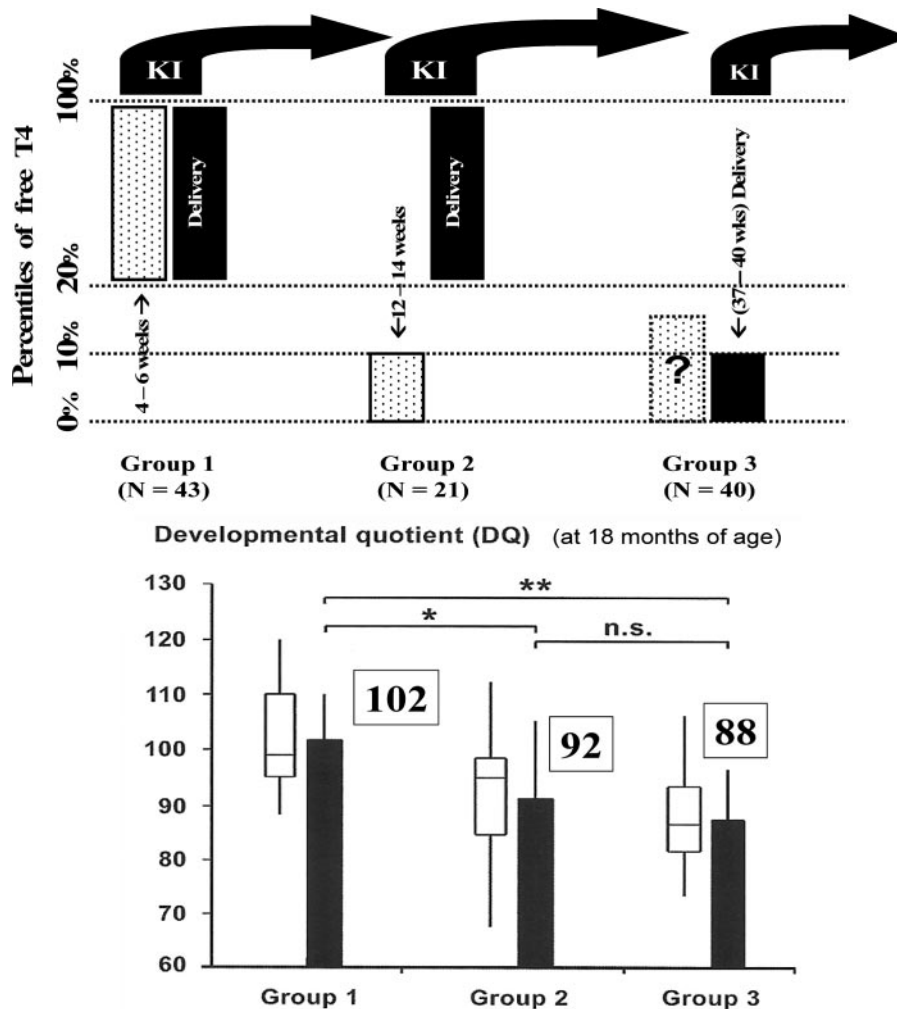 KI
KI
KI
Percentiles of free T4
100%
20%
10%
0%
Delivery
4 – 6 weeks →
Delivery
←12 – 14 weeks
←(37 – 40 wks) Delivery
?
Group 1
(N = 43)
Group 2
(N = 21)
Group 3
(N = 40)
Developmental quotient (DQ) (at 18 months of age)
130
120
110
100
90
80
70
60
**
*
n.s.
102
92
88
Group 1
Group 2
Group 3